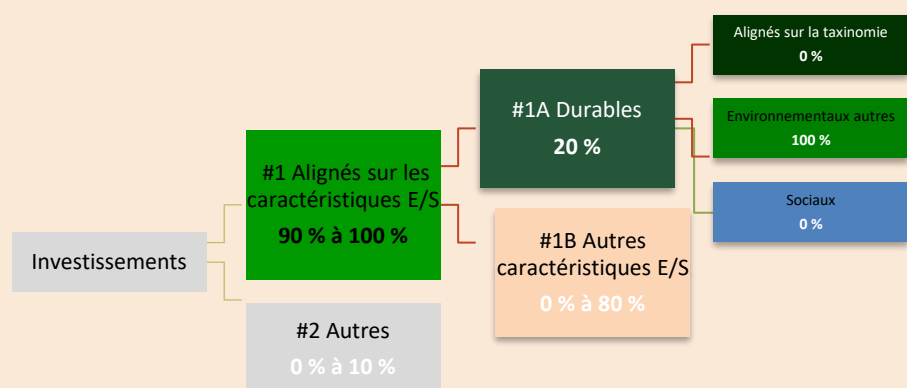 Investissements
#1 Alignés sur les
caractéristiques E/S
90 % à 100 %
#2 Autres
0 % à 10 %
#1A Durables
20 %
#1B Autres
caractéristiques E/S
0 % à 80 %
Alignés sur la taxinomie
0 %
Environnementaux autres
100 %
Sociaux
0 %